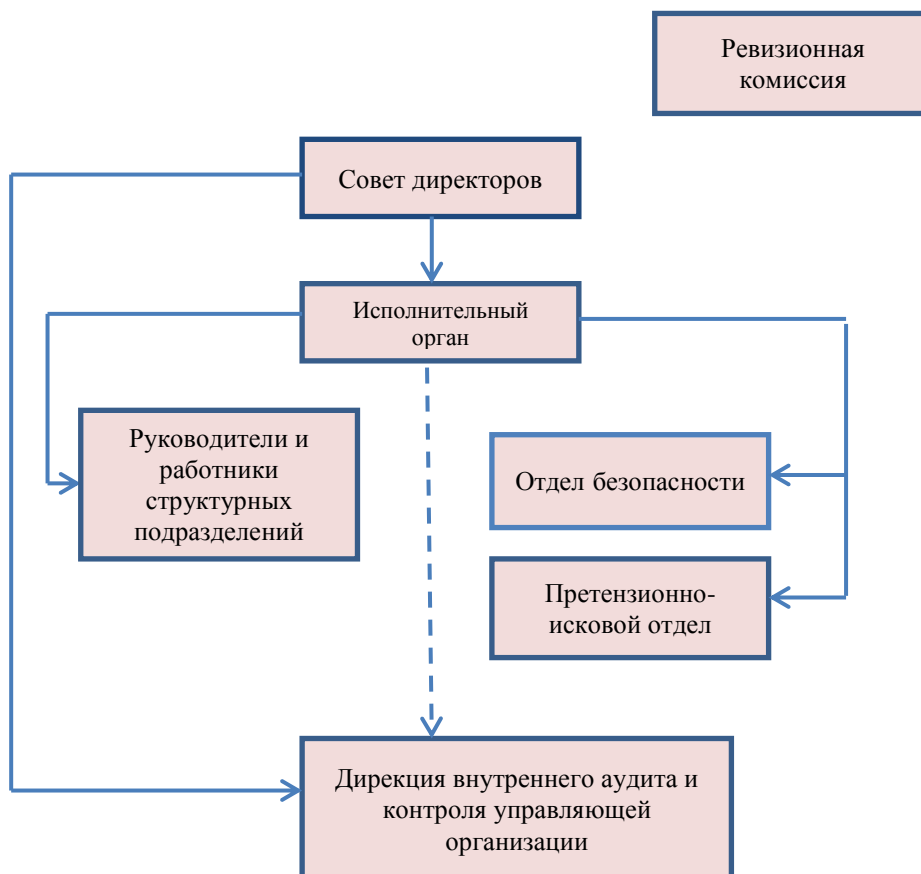 Ревизионная
комиссия
Совет директоров
Исполнительный
орган
Руководители и
работники
структурных
подразделений
Отдел безопасности
Претензионно-
исковой отдел
Дирекция внутреннего аудита и
контроля управляющей
организации